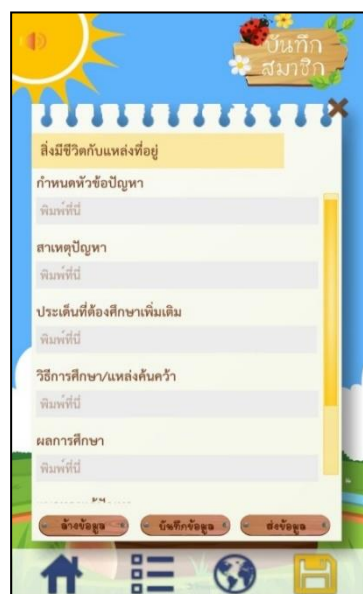 บันทึก
สมาชิก
สิ่งมีชีวิตกับแหล่งที่อยู่
กำหนดหัวข้อปัญหา
พิมพ์ที่นี่
สาเหตุปัญหา
พิมพ์ที่นี่
ประเด็นที่ต้องศึกษาเพิ่มเติม
พิมพ์ที่นี่
วิธีการศึกษา/แหล่งค้นคว้า
พิมพ์ที่นี่
ผลการศึกษา
พิมพ์ที่นี่
ล้างข้อมูล บันทึกข้อมูล ส่งข้อมูล